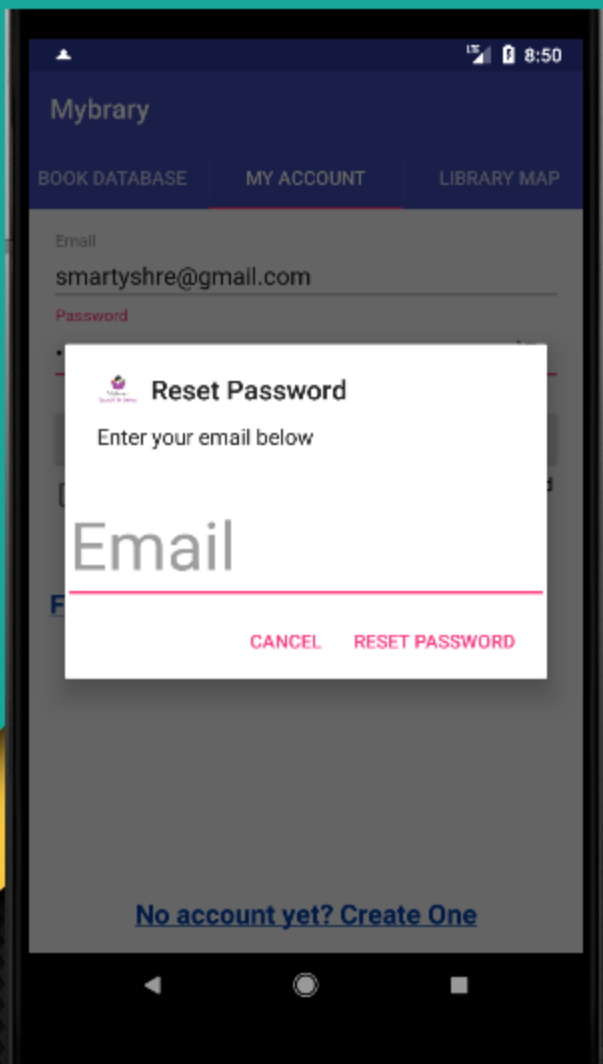 LTE 8:50
Mybrary
BOOK DATABASE MY ACCOUNT LIBRARY MAP
Email
smartyshre@gmail.com
Password
Reset Password
Enter your email below
Email
CANCEL RESET PASSWORD
No account yet? Create One